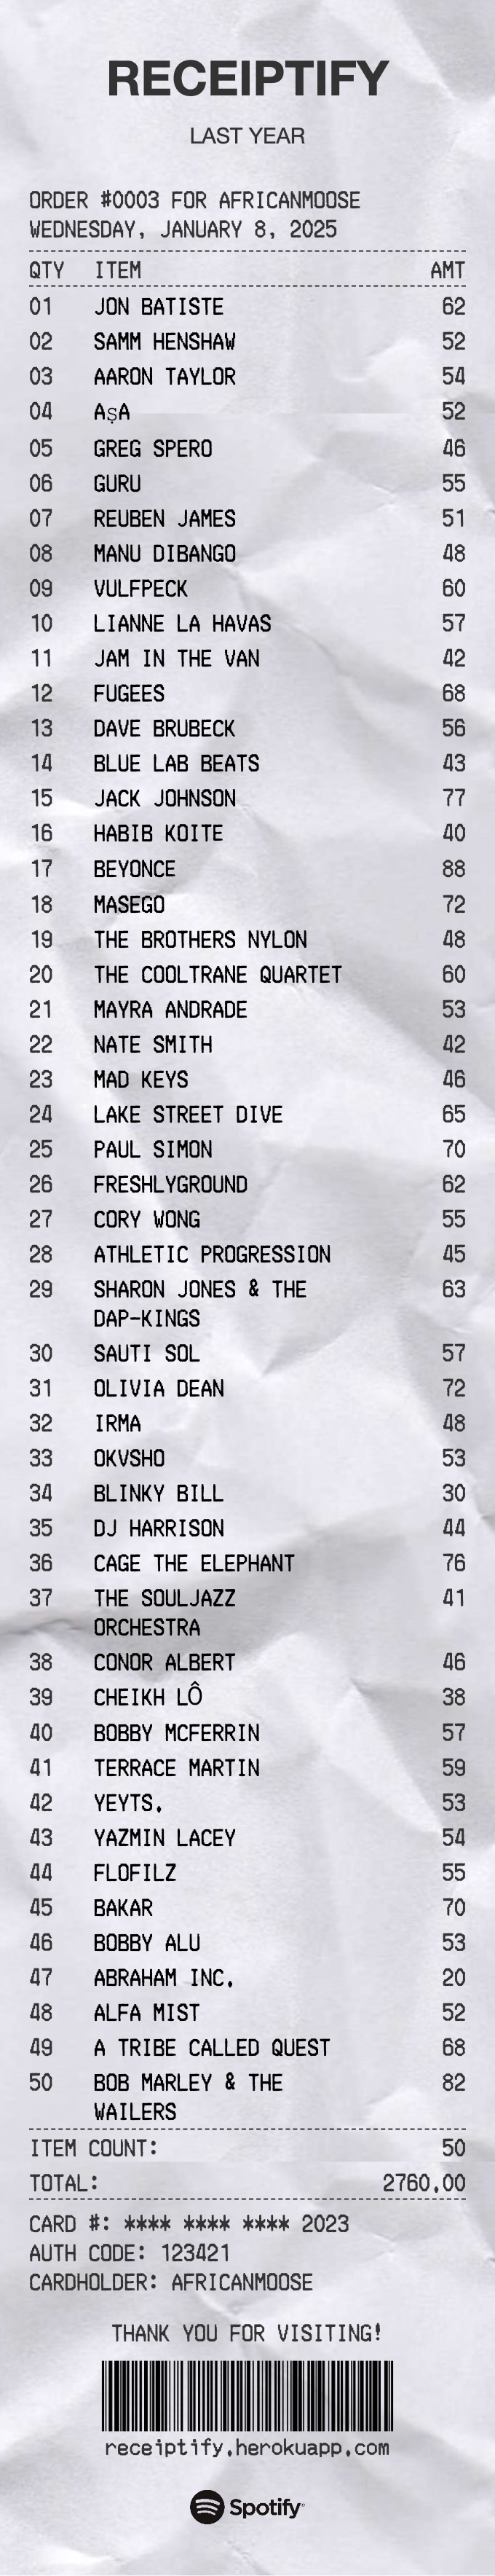 RECEIPTIFY
LAST YEAR
ORDER #0003 FOR AFRICANMOOSE
WEDNESDAY, JANUARY 8, 2025
QTY ITEM AMT
01 JON BATISTE 62
02 SAMM HENSHAW 52
03 AARON TAYLOR 54
04 AşA 52
05 GREG SPERO 46
06 GURU 55
07 REUBEN JAMES 51
08 MANU DIBANGO 48
09 VULFPECK 60
10 LIANNE LA HAVAS 57
11 JAM IN THE VAN 42
12 FUGEES 68
13 DAVE BRUBECK 56
14 BLUE LAB BEATS 43
15 JACK JOHNSON 77
16 HABIB KOITE 40
17 BEYONCE 88
18 MASEGO 72
19 THE BROTHERS NYLON 48
20 THE COOLTRANE QUARTET 60
21 MAYRA ANDRADE 53
22 NATE SMITH 42
23 MAD KEYS 46
24 LAKE STREET DIVE 65
25 PAUL SIMON 70
26 FRESHLYGROUND 62
27 CORY WONG 55
28 ATHLETIC PROGRESSION 45
29 SHARON JONES & THE 63
DAP-KINGS
30 SAUTI SOL 57
31 OLIVIA DEAN 72
32 IRMA 48
33 OKVSHO 53
34 BLINKY BILL 30
35 DJ HARRISON 44
36 CAGE THE ELEPHANT 76
37 THE SOULJAZZ 41
ORCHESTRA
38 CONOR ALBERT 46
39 CHEIKH LÔ 38
40 BOBBY MCFERRIN 57
41 TERRACE MARTIN 59
42 YEYTS. 53
43 YAZMIN LACEY 54
44 FLOFILZ 55
45 BAKAR 70
46 BOBBY ALU 53
47 ABRAHAM INC. 20
48 ALFA MIST 52
49 A TRIBE CALLED QUEST 68
50 BOB MARLEY & THE 82
WAILERS
ITEM COUNT: 50
TOTAL: 2760.00
CARD #: **** **** **** 2023
AUTH CODE: 123421
CARDHOLDER: AFRICANMOOSE
THANK YOU FOR VISITING!
receiptify.herokuapp.com
Spotify